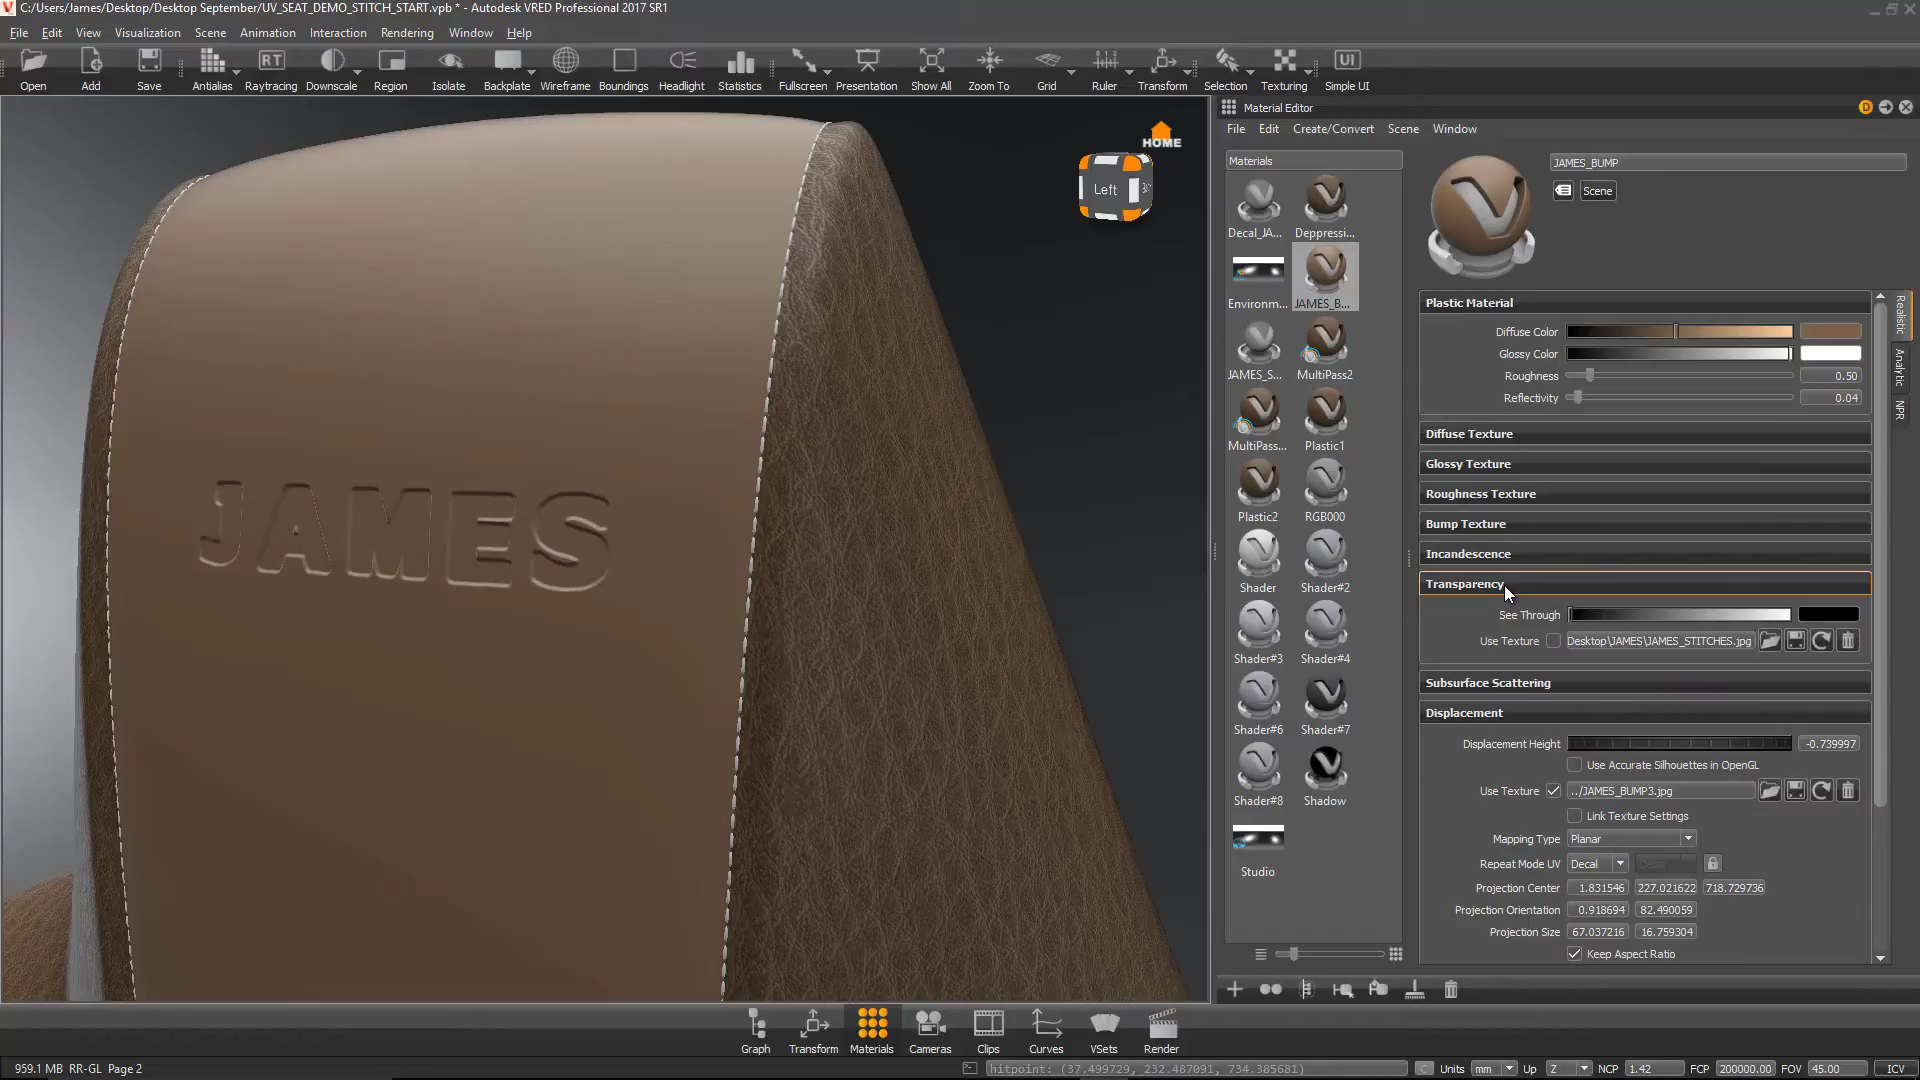 C:/Users/James/Desktop/Desktop September/UV_SEAT_DEMO_STITCH_START.vpb * - Autodesk VRED Professional 2017 SR1
File Edit View Visualization Scene Animation Interaction Rendering Window Help
RT UI
Open Add Save Antialias Raytracing Downscale Region Isolate Backplate Wireframe Boundings Headlight Statistics Fullscreen Presentation Show All Zoom To Grid Ruler Transform Selection Texturing Simple UI
Material Editor
D
File Edit Create/Convert Scene Window
HOME
Left
JAMES
Materials
Decal_JA... Deppressi...
Environm... JAMES_B...
JAMES_S... MultiPass2
MultiPass... Plastic1
Plastic2 RGB000
Shader Shader#2
Shader#3 Shader#4
Shader#6 Shader#7
Shader#8 Shadow
Studio
JAMES_BUMP
Scene
Realistic
Analytic
NPR
Plastic Material
Diffuse Color
Glossy Color
Roughness 0.50
Reflectivity 0.04
Diffuse Texture
Glossy Texture
Roughness Texture
Bump Texture
Incandescence
Transparency
See Through
Use Texture Desktop\JAMES\JAMES_STITCHES.jpg
Subsurface Scattering
Displacement
Displacement Height -0.739997
Use Accurate Silhouettes in OpenGL
Use Texture ../JAMES_BUMP3.jpg
Link Texture Settings
Mapping Type Planar
Repeat Mode UV Decal
Projection Center 1.831546 227.021622 718.729736
Projection Orientation 0.918694 82.490059
Projection Size 67.037216 16.759304
Keep Aspect Ratio
Graph Transform Materials Cameras Clips Curves VSets Render
959.1 MB RR-GL Page 2 hitpoint: (37.499729, 232.487091, 734.385681) C Units mm Up Z NCP 1.42 FCP 200000.00 FOV 45.00 ICV